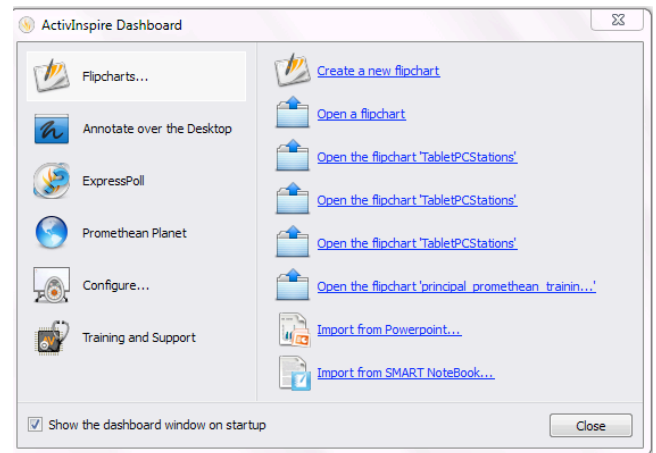 ActivInspire Dashboard
Flipcharts...
Annotate over the Desktop
ExpressPoll
Promethean Planet
Configure...
Training and Support
Create a new flipchart
Open a flipchart
Open the flipchart 'TabletPCStations'
Open the flipchart 'TabletPCStations'
Open the flipchart 'TabletPCStations'
Open the flipchart 'principal_promethean_trainin...'
Import from Powerpoint...
Import from SMART NoteBook...
Show the dashboard window on startup
Close